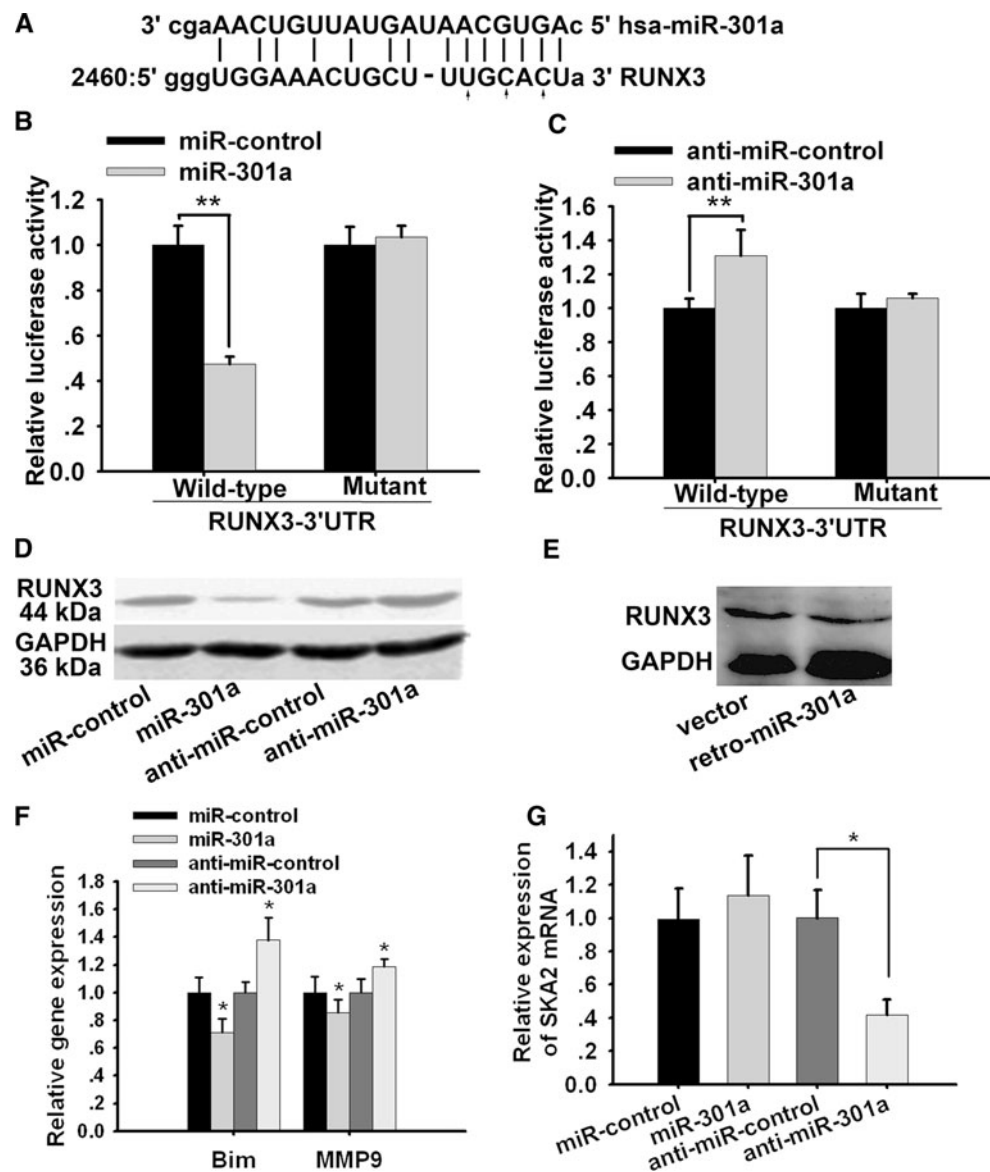 A
3' cgaAACUGUUAUGAUAACGUGAc 5' hsa-miR-301a
2460:5' gggUGGAAACUGCU - UUGCACUa 3' RUNX3
B
miR-control
miR-301a
Relative luciferase activity
1.2
1.0
.8
.6
.4
.2
0.0
**
Wild-type
Mutant
RUNX3-3'UTR
C
anti-miR-control
anti-miR-301a
Relative luciferase activity
1.6
1.4
1.2
1.0
.8
.6
.4
.2
0.0
**
Wild-type
Mutant
RUNX3-3'UTR
D
RUNX3
44 kDa
GAPDH
36 kDa
miR-control
miR-301a
anti-miR-control
anti-miR-301a
E
RUNX3
GAPDH
vector
retro-miR-301a
F
miR-control
miR-301a
anti-miR-control
anti-miR-301a
Relative gene expression
1.8
1.6
1.4
1.2
1.0
.8
.6
.4
.2
0.0
*
*
*
*
Bim
MMP9
G
Relative expression
of SKA2 mRNA
1.4
1.2
1.0
.8
.6
.4
.2
0.0
*
miR-control
miR-301a
anti-miR-control
anti-miR-301a